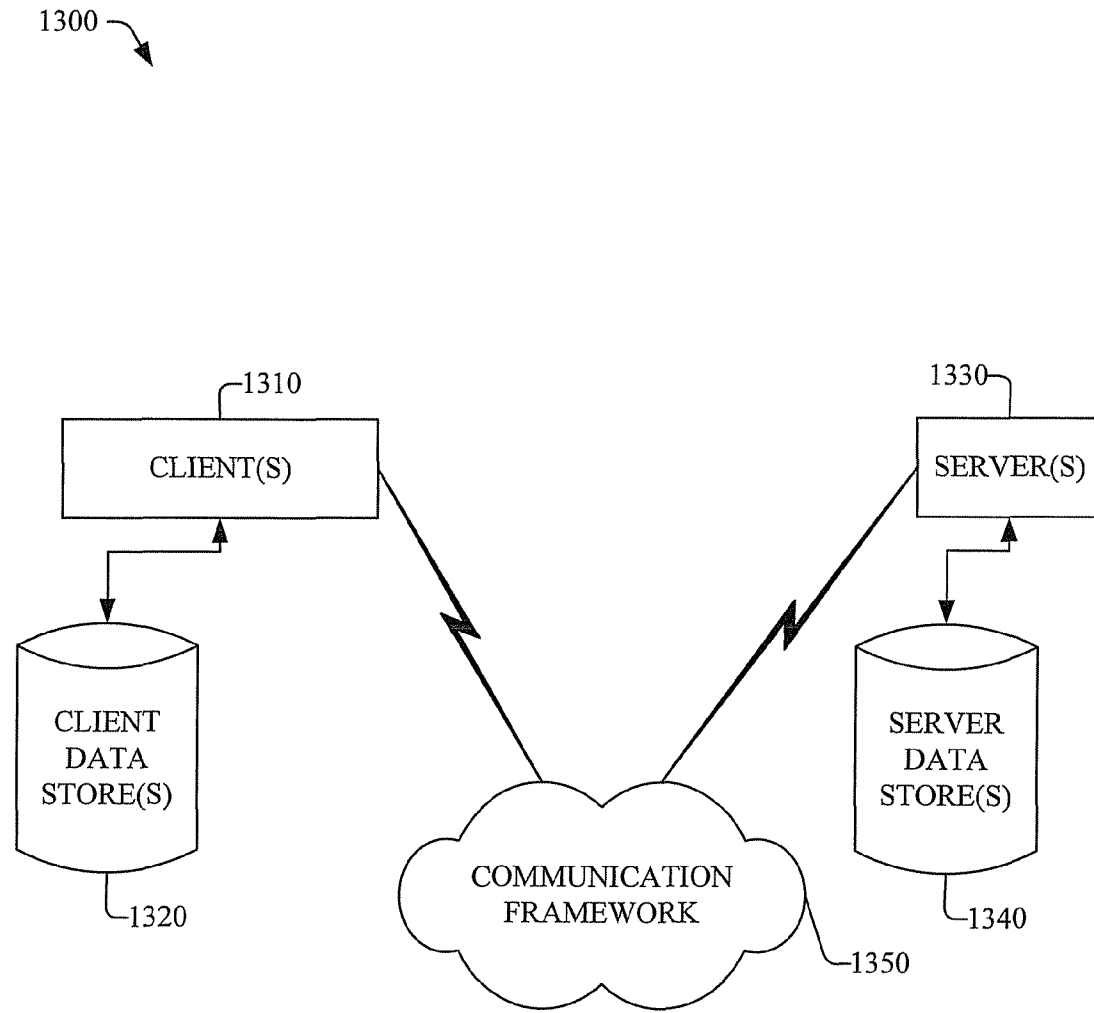 1300
1310
1330
CLIENT(S)
SERVER(S)
CLIENT
DATA
STORE(S)
SERVER
DATA
STORE(S)
COMMUNICATION
FRAMEWORK
1320
1340
1350